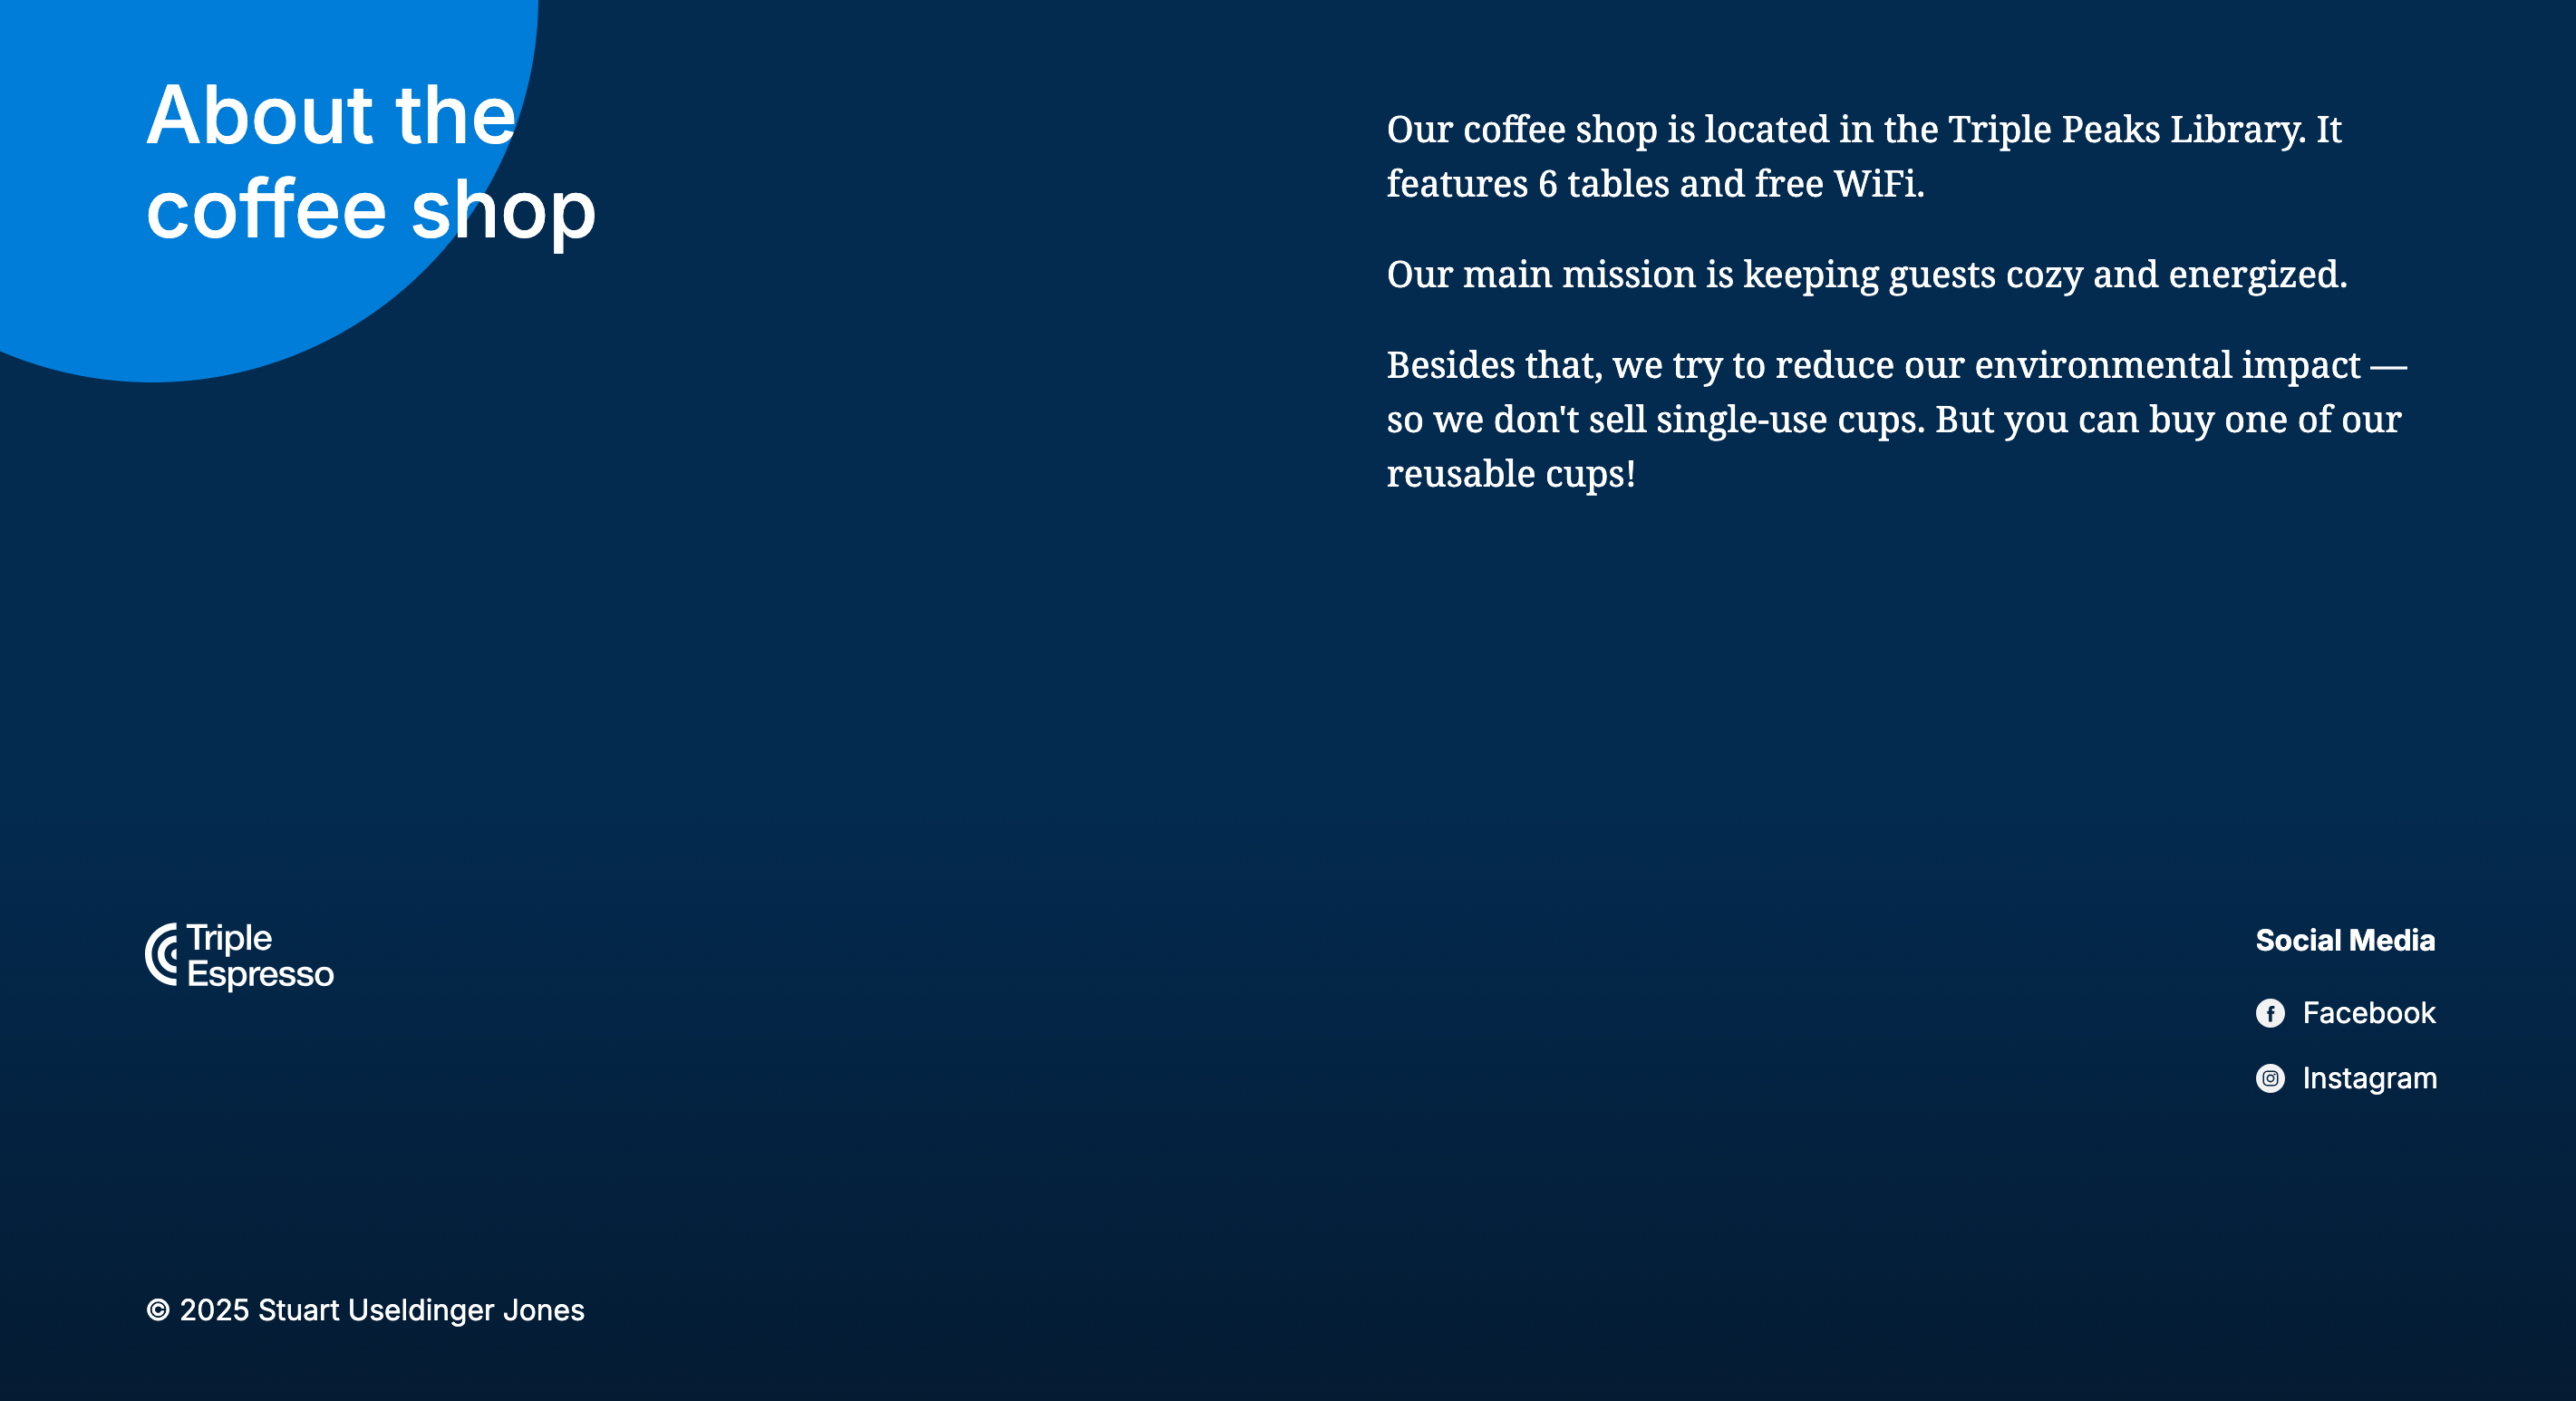 About the
coffee shop
Our coffee shop is located in the Triple Peaks Library. It
features 6 tables and free WiFi.
Our main mission is keeping guests cozy and energized.
Besides that, we try to reduce our environmental impact —
so we don't sell single-use cups. But you can buy one of our
reusable cups!
Triple
Espresso
Social Media
Facebook
Instagram
© 2025 Stuart Useldinger Jones